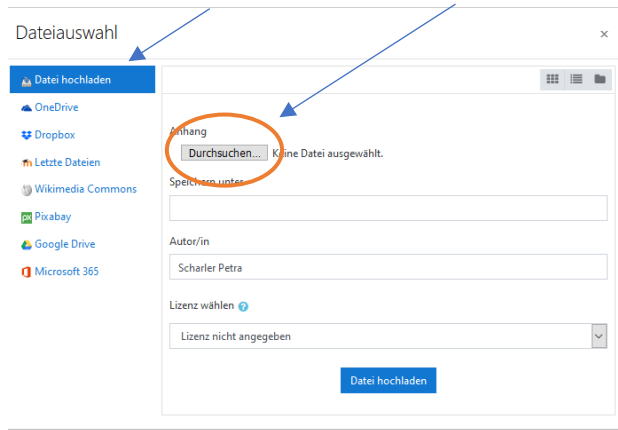 Dateiauswahl
×
Datei hochladen
OneDrive
Dropbox
Letzte Dateien
Wikimedia Commons
px Pixabay
Google Drive
Microsoft 365
Anhang
Durchsuchen... Keine Datei ausgewählt.
Speichern unter
Autor/in
Scharler Petra
Lizenz wählen ?
Lizenz nicht angegeben
Datei hochladen